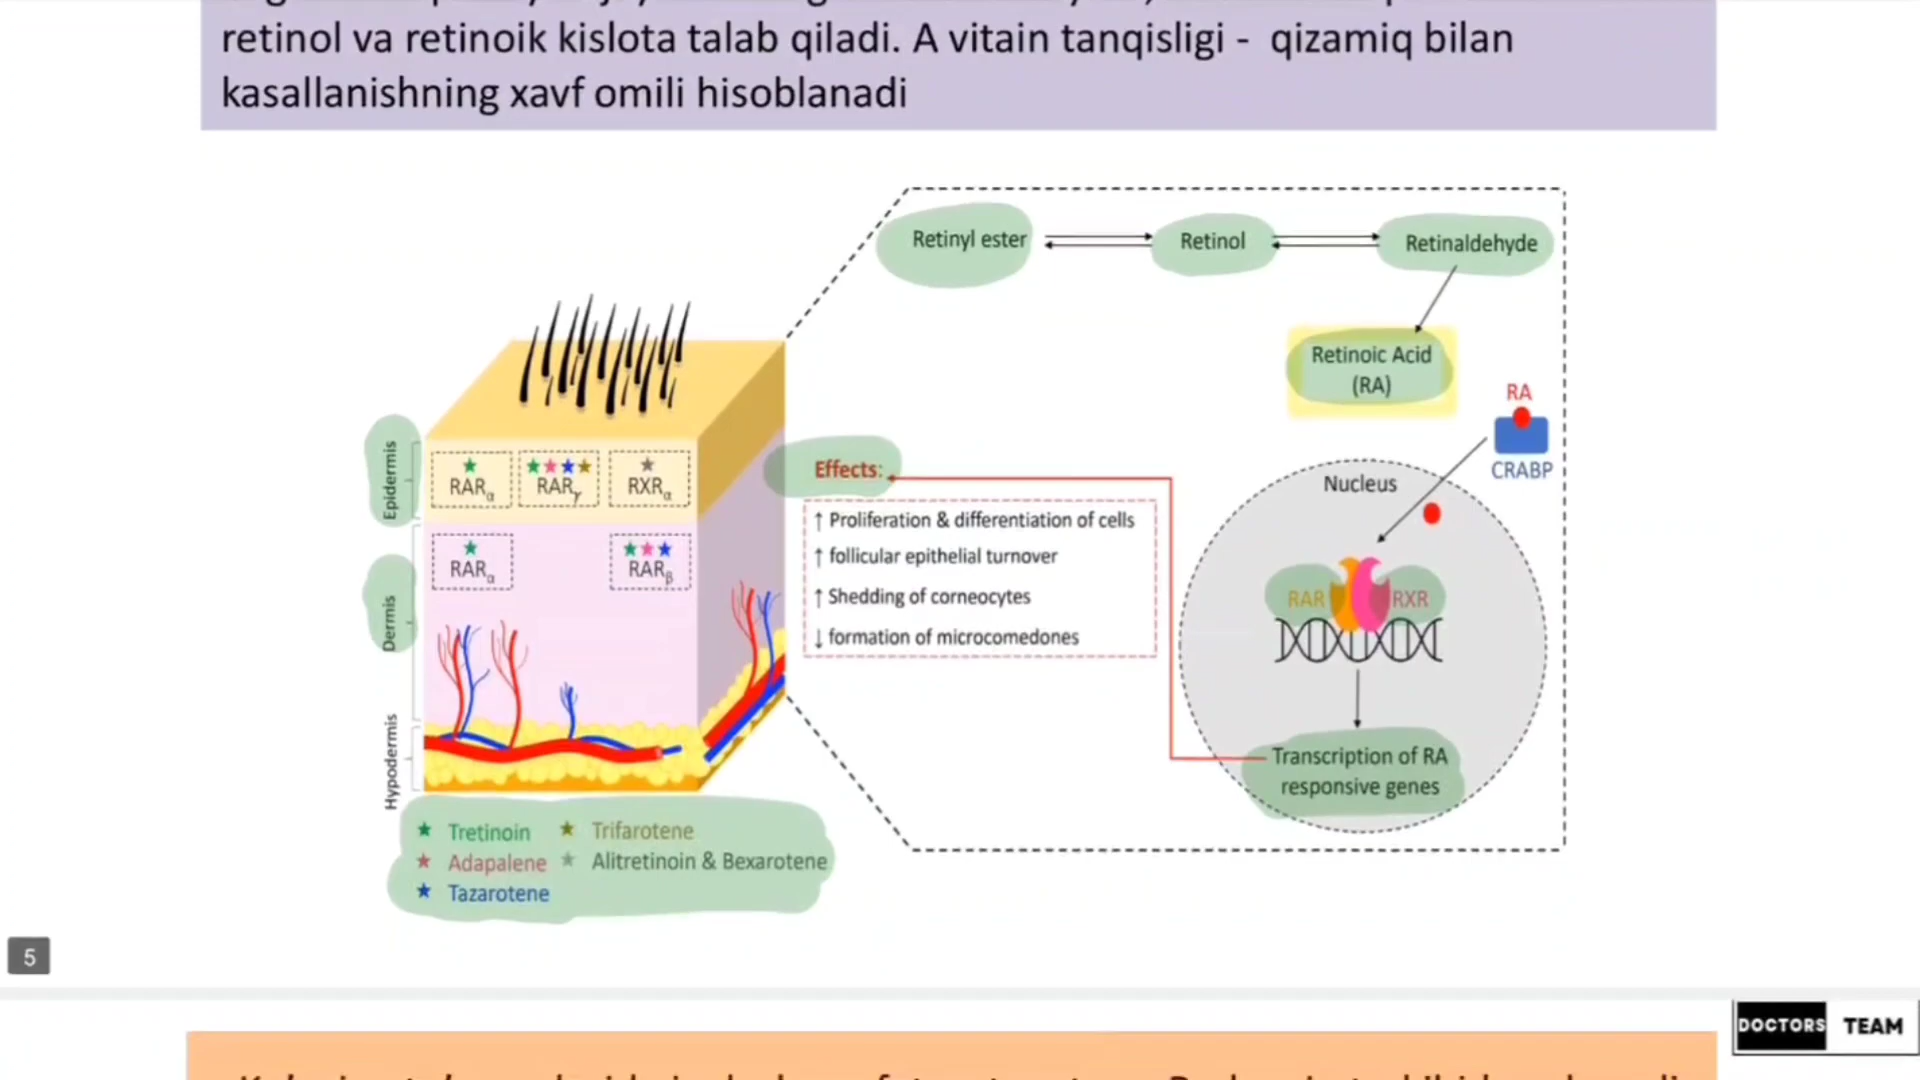 retinol va retinoik kislota talab qiladi. A vitain tanqisligi - qizamiq bilan
kasallanishning xavf omili hisoblanadi
Retinyl ester
Retinol
Retinaldehyde
Retinoic Acid
(RA)
RA
CRABP
Nucleus
RAR
RXR
Transcription of RA
responsive genes
Effects:
↑ Proliferation & differentiation of cells
↑ follicular epithelial turnover
↑ Shedding of corneocytes
↓ formation of microcomedones
Epidermis
RARα
RARγ
RXRα
Dermis
RARα
RARβ
Hypodermis
★ Tretinoin
★ Trifarotene
★ Adapalene
★ Alitretinoin & Bexarotene
★ Tazarotene
5
DOCTORS TEAM